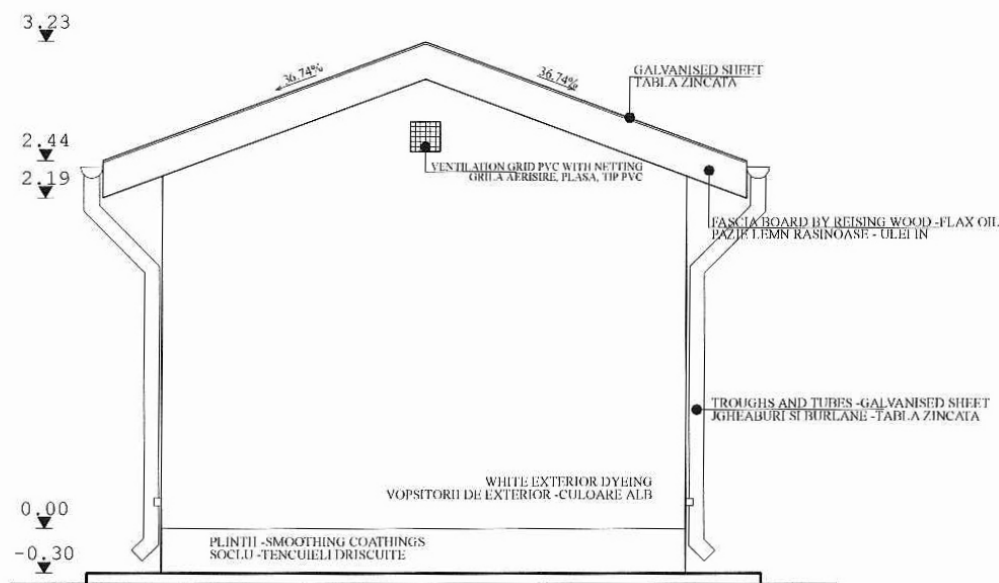 3.23
36.74%
36.74%
GALVANISED SHEET
TABLA ZINCATA
2.44
2.19
VENTILATION GRID PVC WITH NETTING
GRILA AERISIRE, PLASA, TIP PVC
FASCIA BOARD BY REISING WOOD -FLAX OIL
PAZIE LEMN RASINOASE - ULEI IN
TROUGHS AND TUBES -GALVANISED SHEET
JGHEABURI SI BURLANE -TABLA ZINCATA
WHITE EXTERIOR DYEING
VOPSITORII DE EXTERIOR -CULOARE ALB
0.00
PLINTH -SMOOTHING COATHINGS
SOCLU -TENCUIELI DRISCUITE
-0.30